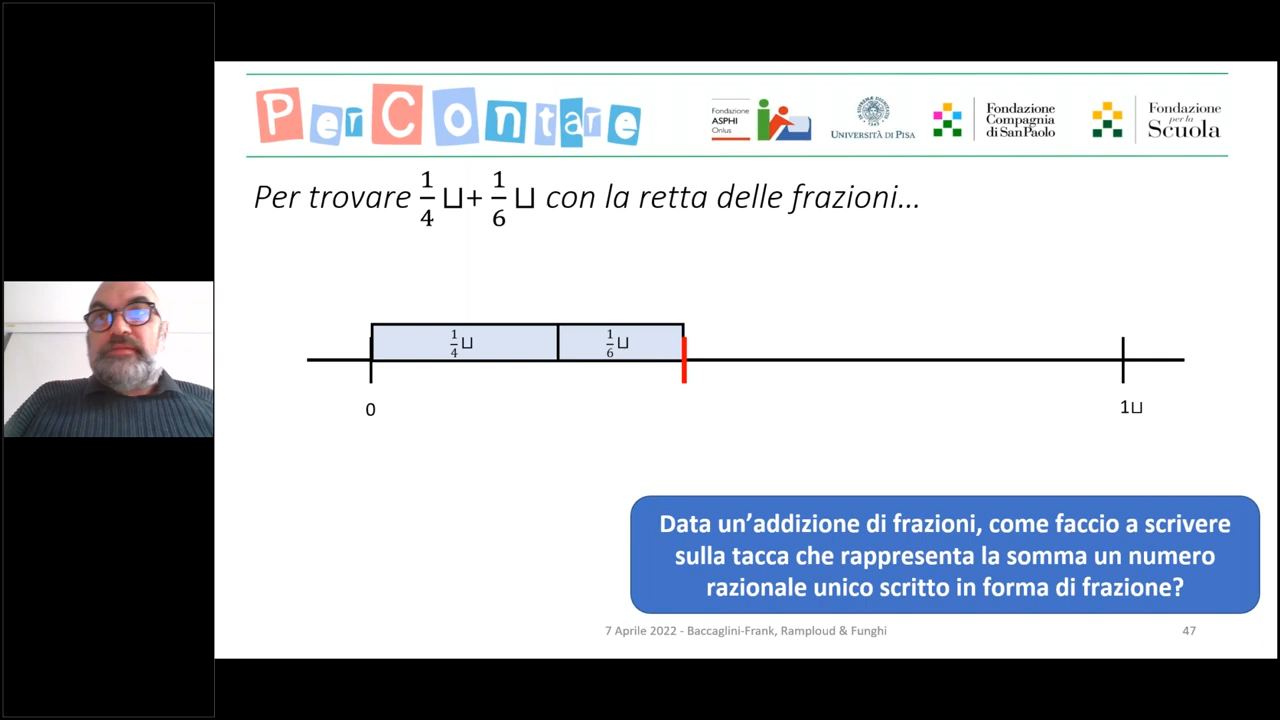 PerContare
Fondazione
ASPHI
Onlus
UNIVERSITÀ DI PISA
Fondazione
Compagnia
di SanPaolo
Fondazione
per la
Scuola
Per trovare 1/4 ⊔ + 1/6 ⊔ con la retta delle frazioni...
1/4 ⊔ 1/6 ⊔
0 1⊔
Data un'addizione di frazioni, come faccio a scrivere
sulla tacca che rappresenta la somma un numero
razionale unico scritto in forma di frazione?
7 Aprile 2022 - Baccaglini-Frank, Ramploud & Funghi 47